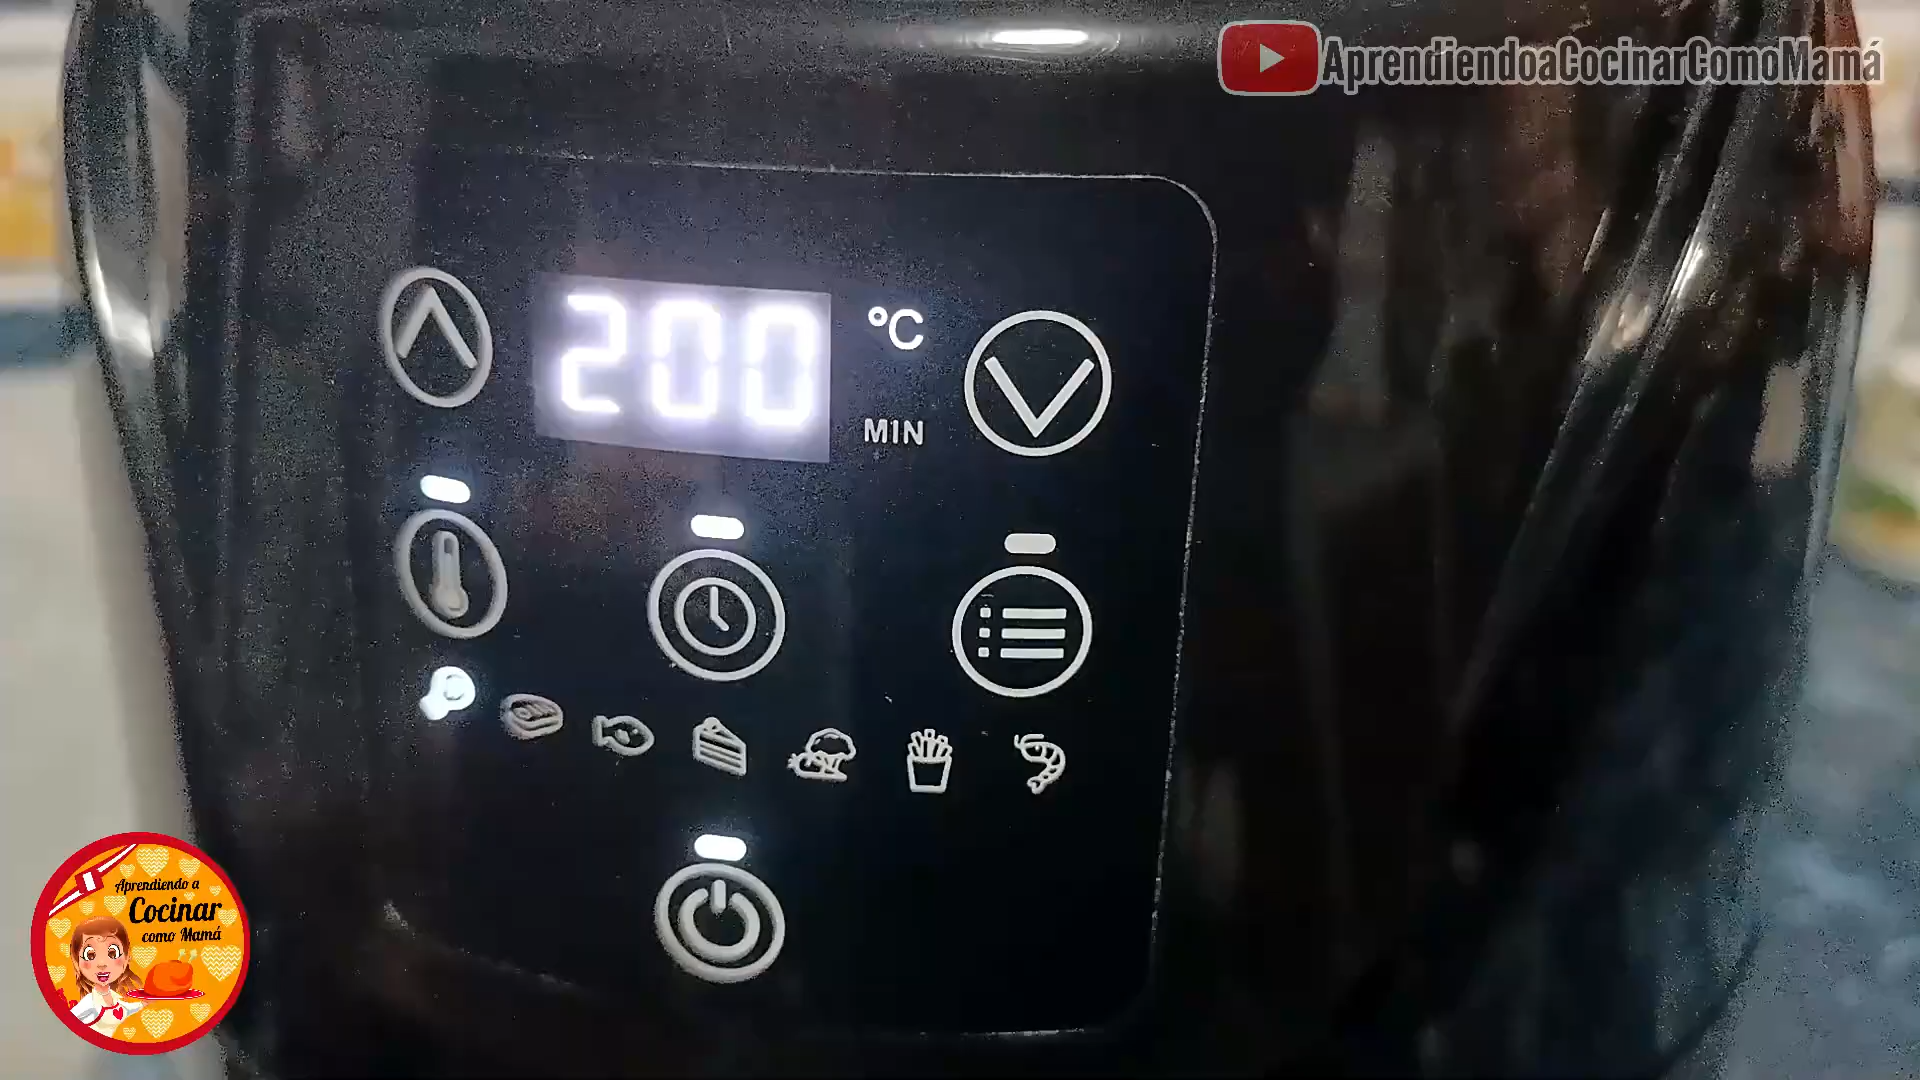 AprendiendoaCocinarComoMamá
200
°C
MIN
Aprendiendo a
Cocinar
como Mamá